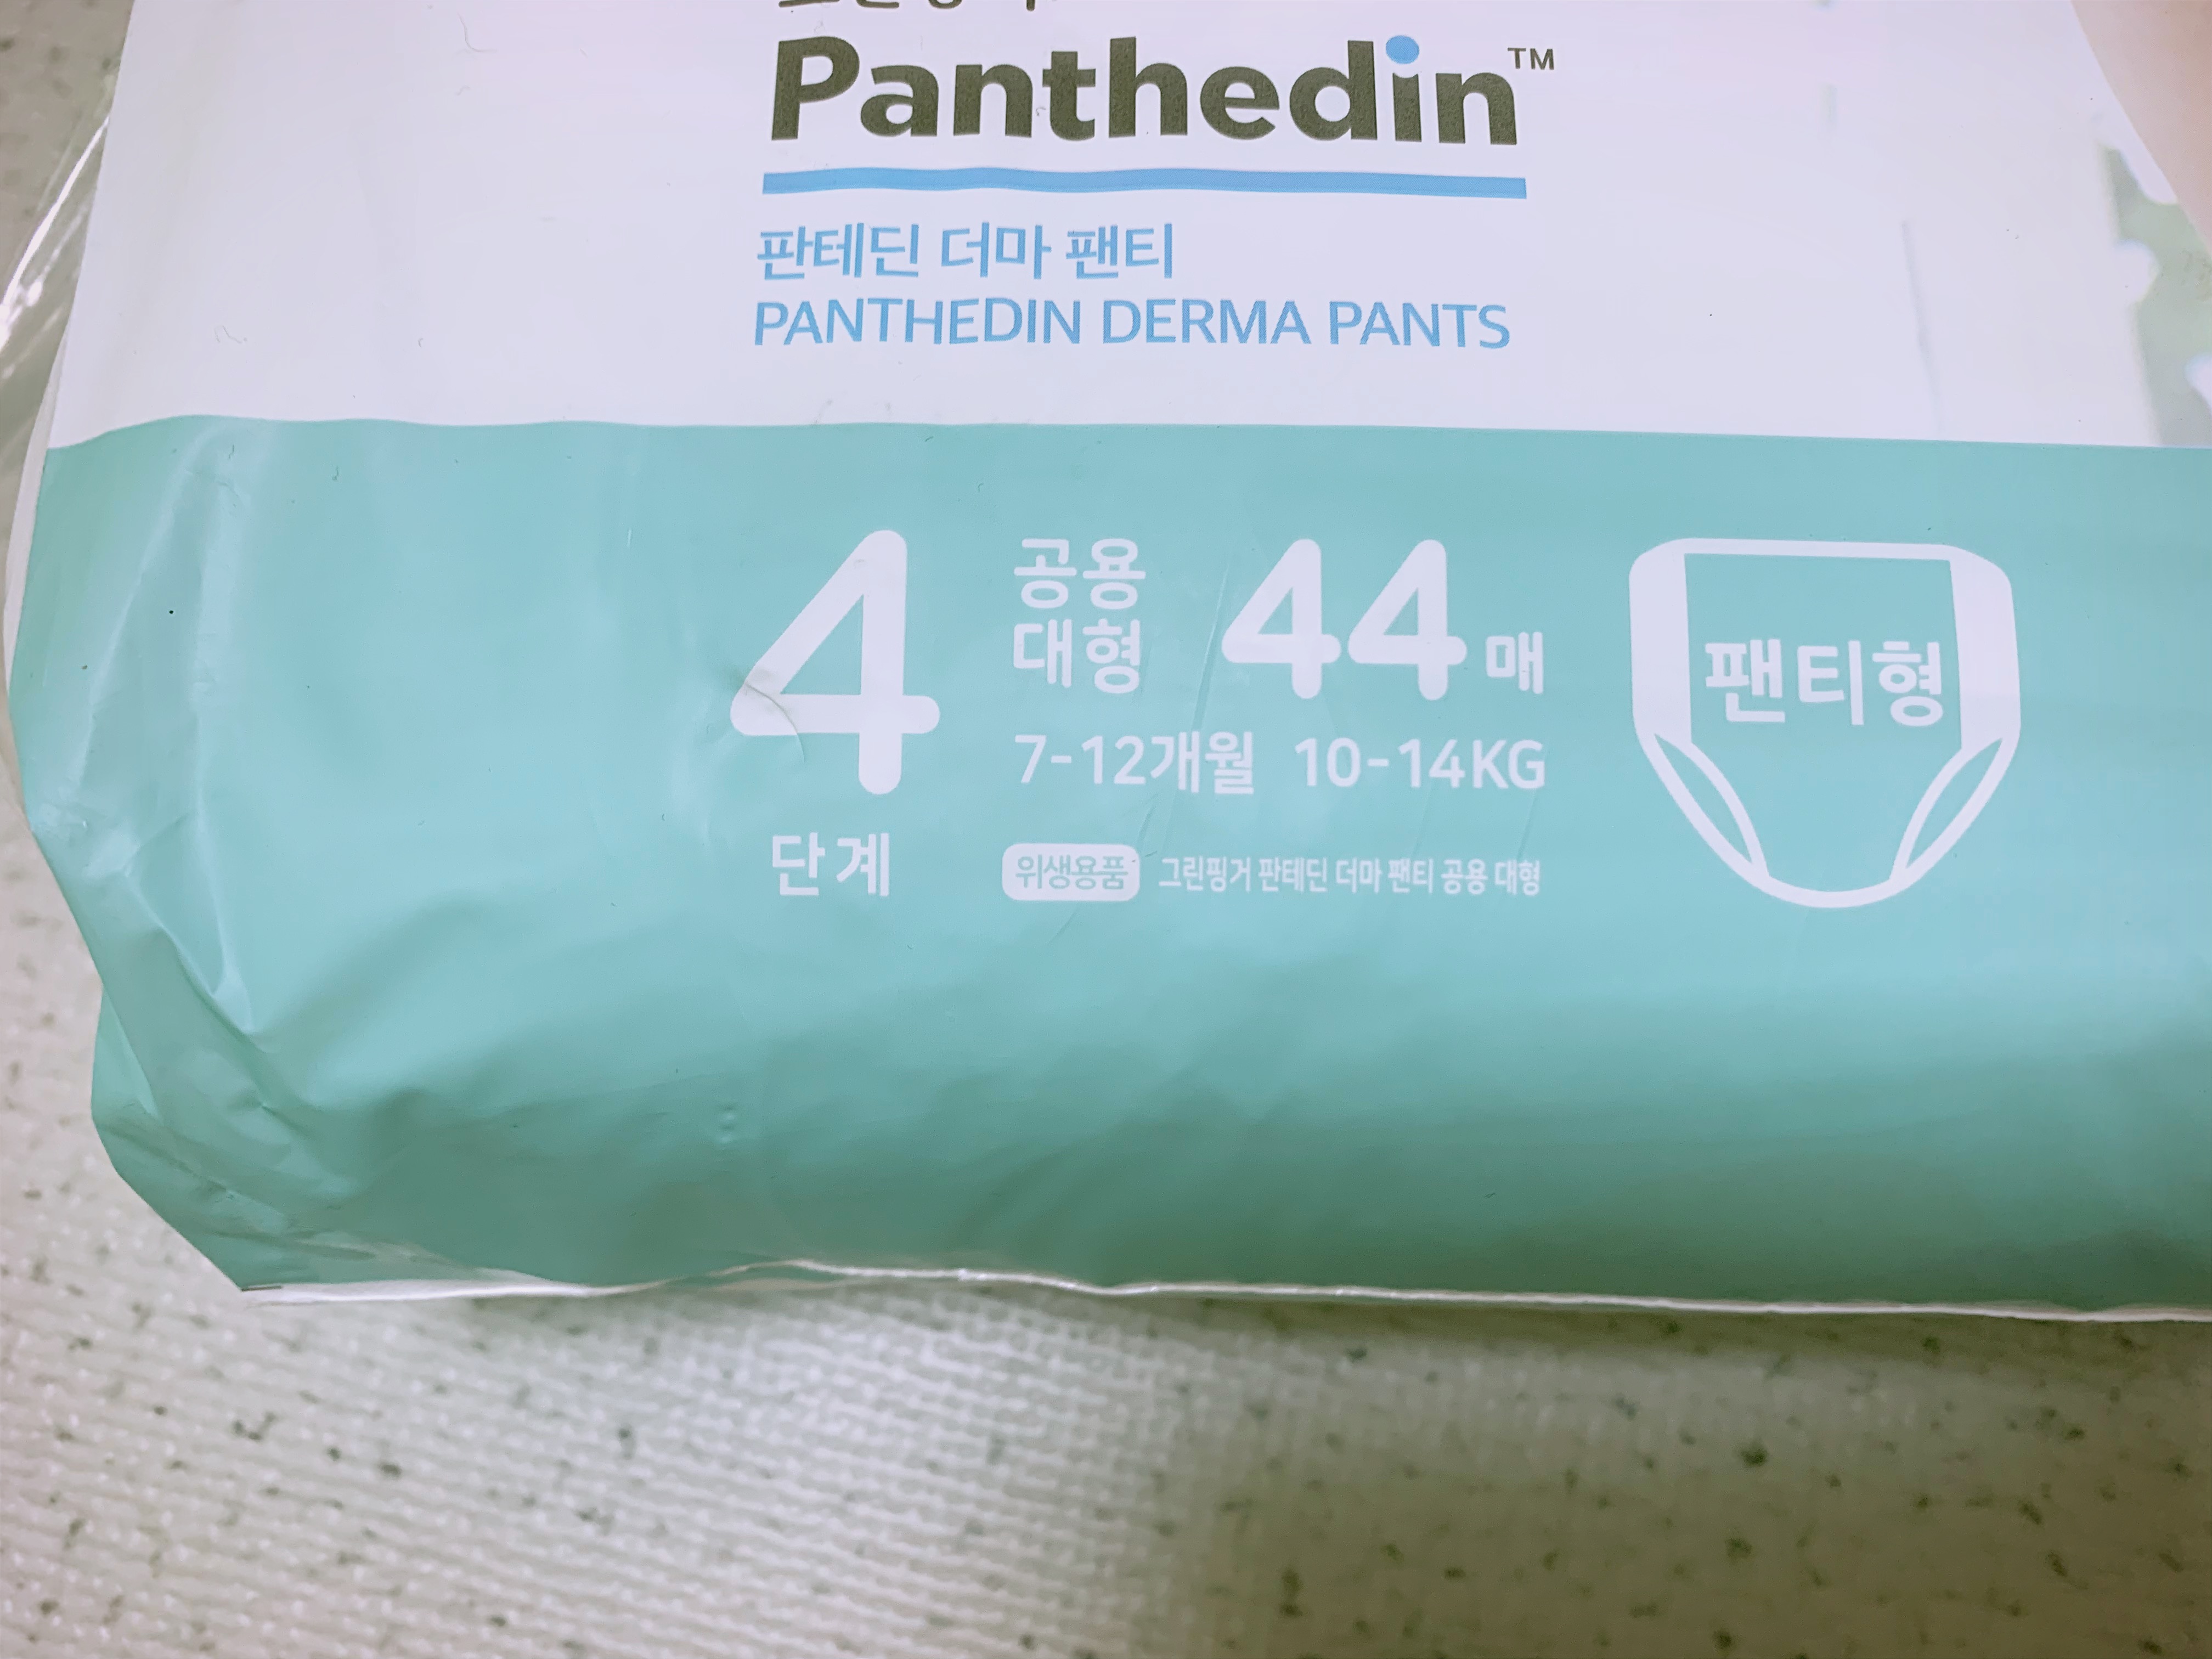 Panthedin™
판테딘 더마 팬티
PANTHEDIN DERMA PANTS
4
단계
공용
대형
44매
7-12개월 10-14KG
위생용품 그린핑거 판테딘 더마 팬티 공용 대형
팬티형